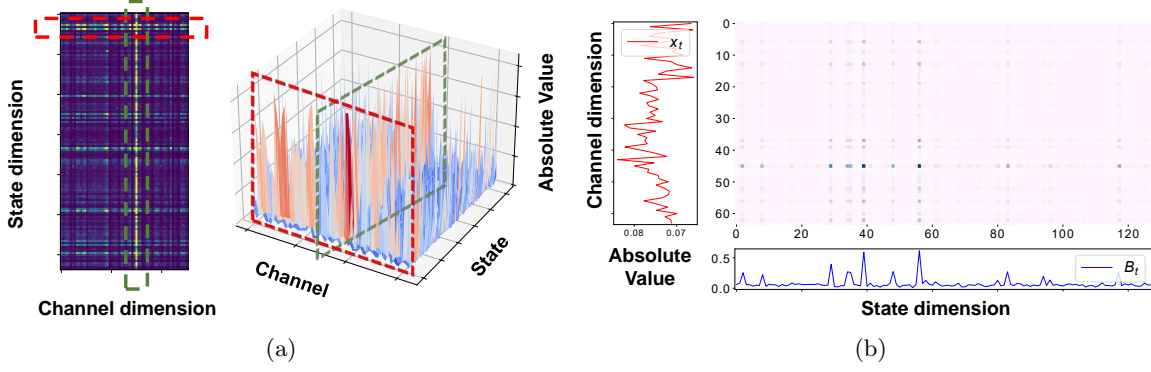 State dimension
Channel dimension
Channel
State
Absolute Value
(a)
Channel dimension
x_t
0.08 0.07
Absolute
Value
0
10
20
30
40
50
60
0 20 40 60 80 100 120
0.5
0.0
B_t
State dimension
(b)